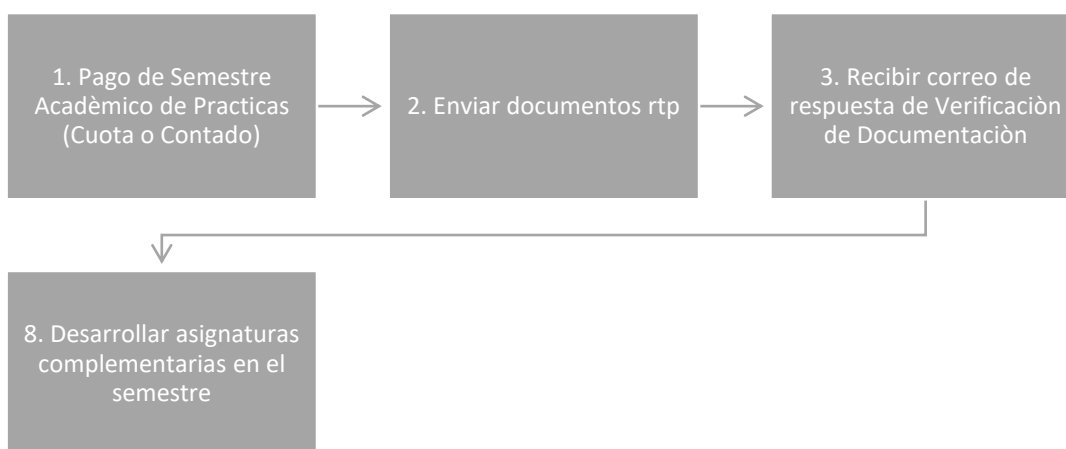 1. Pago de Semestre
Acadèmico de Practicas
(Cuota o Contado)
2. Enviar documentos rtp
3. Recibir correo de
respuesta de Verificaciòn
de Documentaciòn
8. Desarrollar asignaturas
complementarias en el
semestre